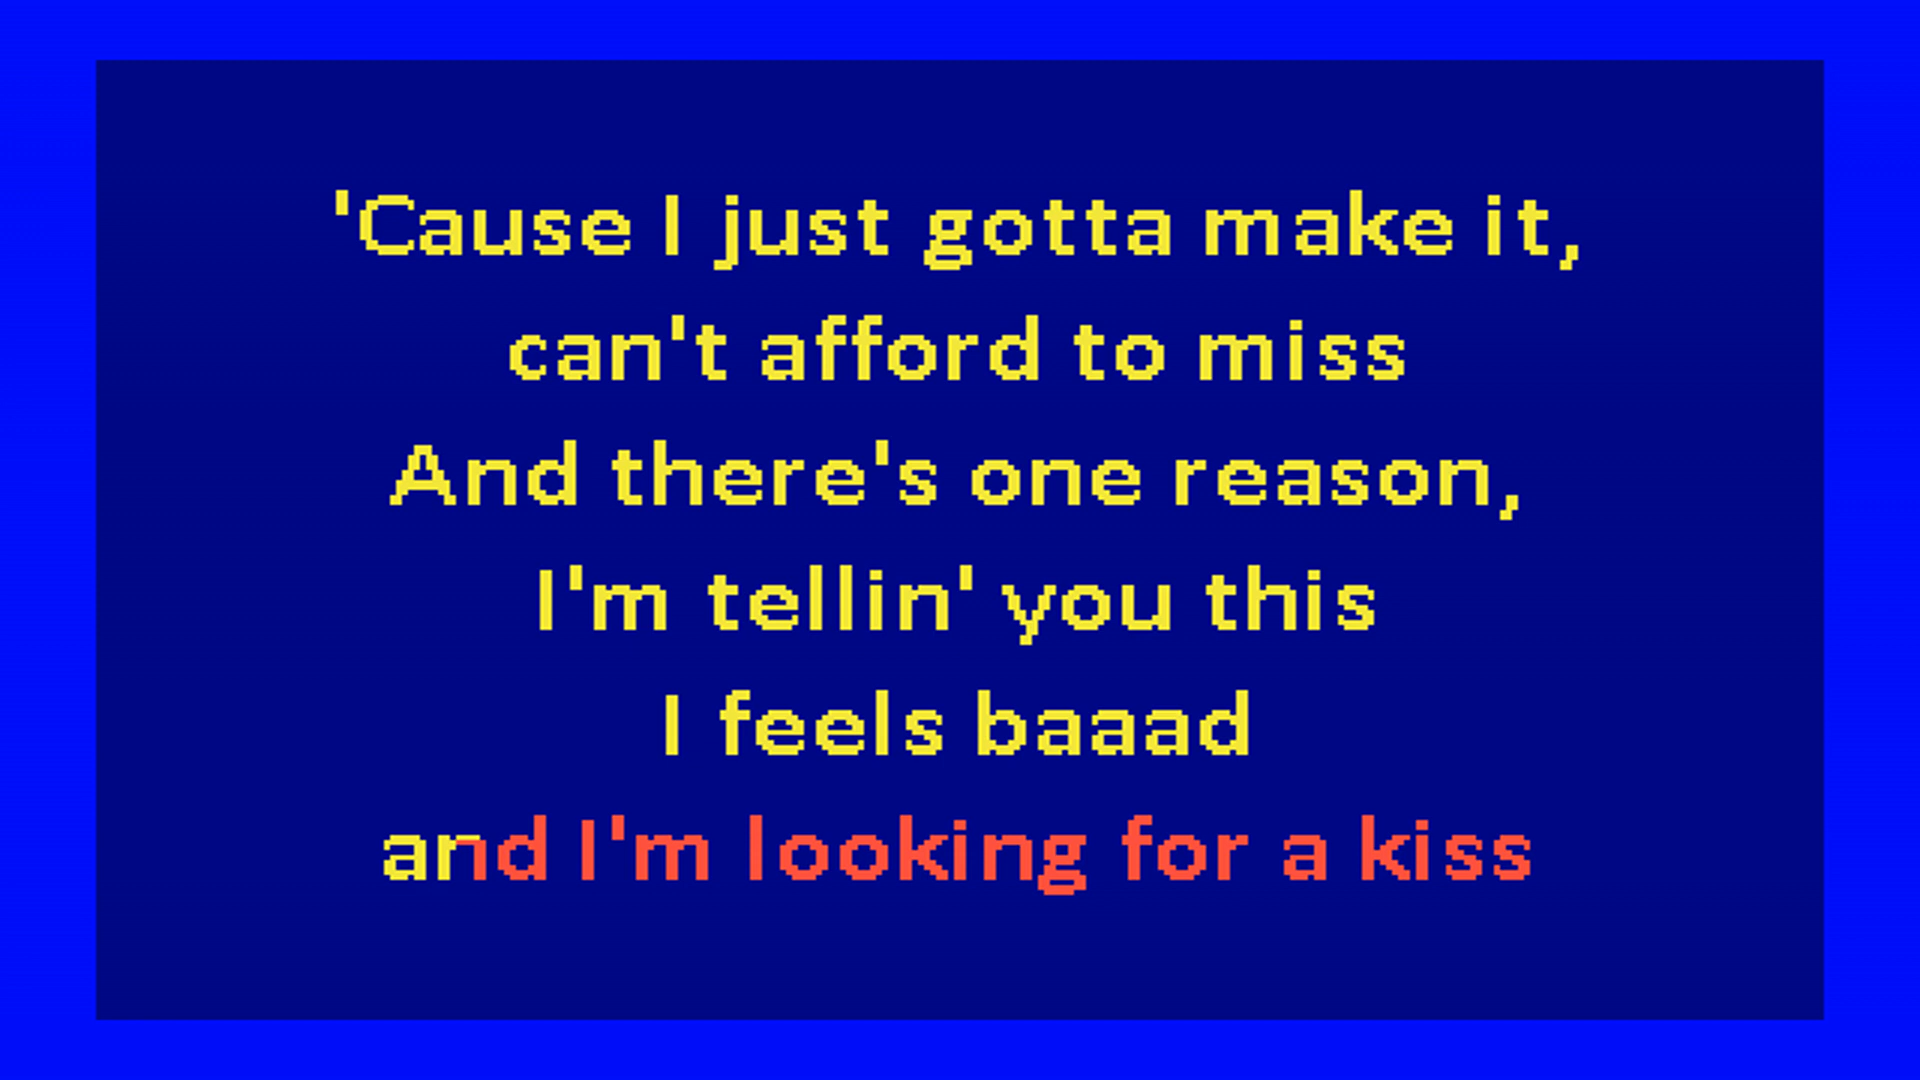 'Cause I just gotta make it,
can't afford to miss
And there's one reason,
I'm tellin' you this
I feels baaad
and I'm looking for a kiss